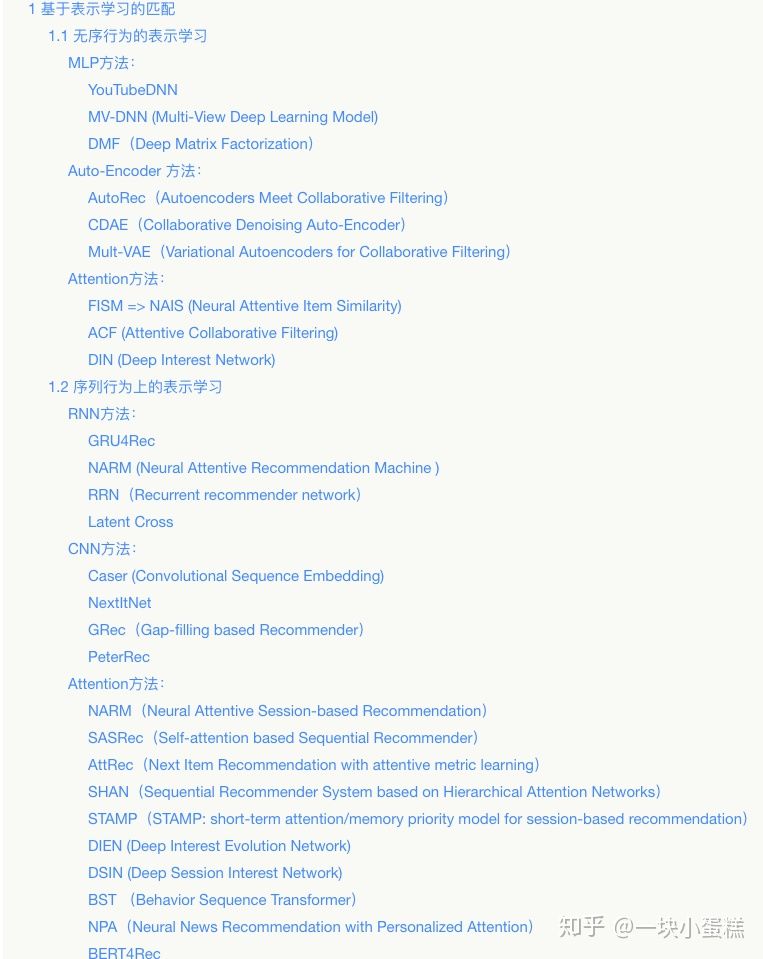 1 基于表示学习的匹配
1.1 无序行为的表示学习
MLP方法：
YouTubeDNN
MV-DNN (Multi-View Deep Learning Model)
DMF（Deep Matrix Factorization）
Auto-Encoder 方法：
AutoRec（Autoencoders Meet Collaborative Filtering）
CDAE（Collaborative Denoising Auto-Encoder）
Mult-VAE（Variational Autoencoders for Collaborative Filtering）
Attention方法：
FISM => NAIS (Neural Attentive Item Similarity)
ACF (Attentive Collaborative Filtering)
DIN (Deep Interest Network)
1.2 序列行为上的表示学习
RNN方法：
GRU4Rec
NARM (Neural Attentive Recommendation Machine )
RRN（Recurrent recommender network）
Latent Cross
CNN方法：
Caser (Convolutional Sequence Embedding)
NextItNet
GRec（Gap-filling based Recommender）
PeterRec
Attention方法：
NARM（Neural Attentive Session-based Recommendation）
SASRec（Self-attention based Sequential Recommender）
AttRec（Next Item Recommendation with attentive metric learning）
SHAN（Sequential Recommender System based on Hierarchical Attention Networks）
STAMP（STAMP: short-term attention/memory priority model for session-based recommendation）
DIEN (Deep Interest Evolution Network)
DSIN (Deep Session Interest Network)
BST （Behavior Sequence Transformer）
NPA（Neural News Recommendation with Personalized Attention）
知乎 @一块小蛋糕
BERT4Rec